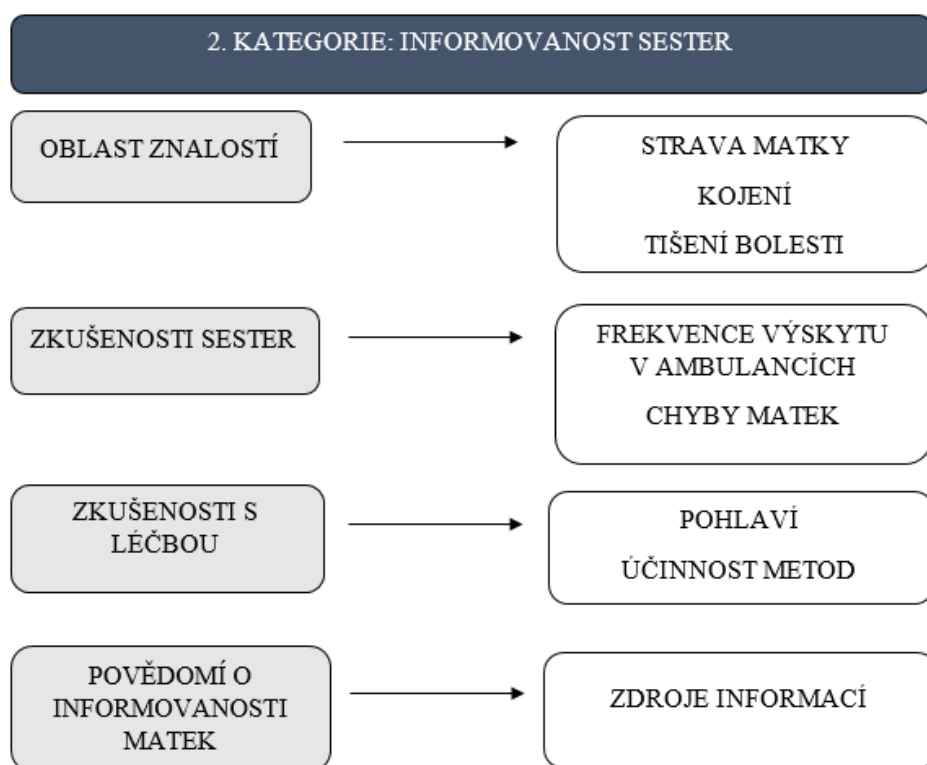 2. KATEGORIE: INFORMOVANOST SESTER
OBLAST ZNALOSTÍ
STRAVA MATKY
KOJENÍ
TIŠENÍ BOLESTI
ZKUŠENOSTI SESTER
FREKVENCE VÝSKYTU
V AMBULANCÍCH
CHYBY MATEK
ZKUŠENOSTI S
LÉČBOU
POHLAVÍ
ÚČINNOST METOD
POVĚDOMÍ O
INFORMOVANOSTI
MATEK
ZDROJE INFORMACÍ